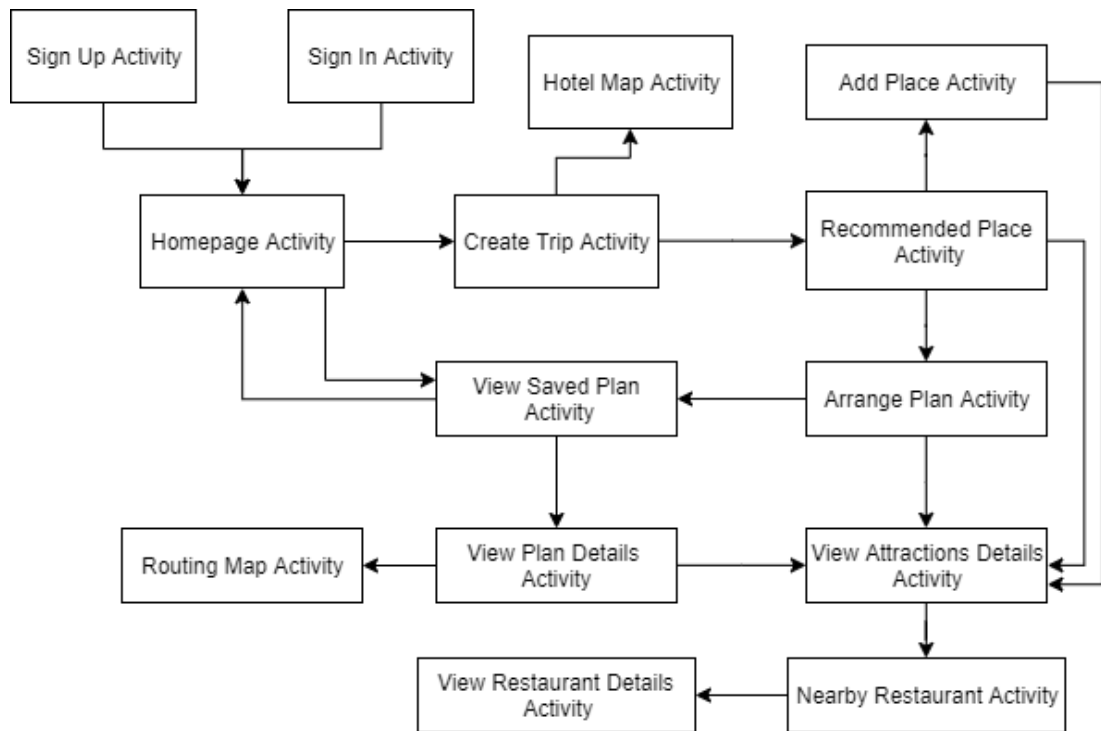 Sign Up Activity
Sign In Activity
Hotel Map Activity
Add Place Activity
Homepage Activity
Create Trip Activity
Recommended Place
Activity
View Saved Plan
Activity
Arrange Plan Activity
Routing Map Activity
View Plan Details
Activity
View Attractions Details
Activity
View Restaurant Details
Activity
Nearby Restaurant Activity